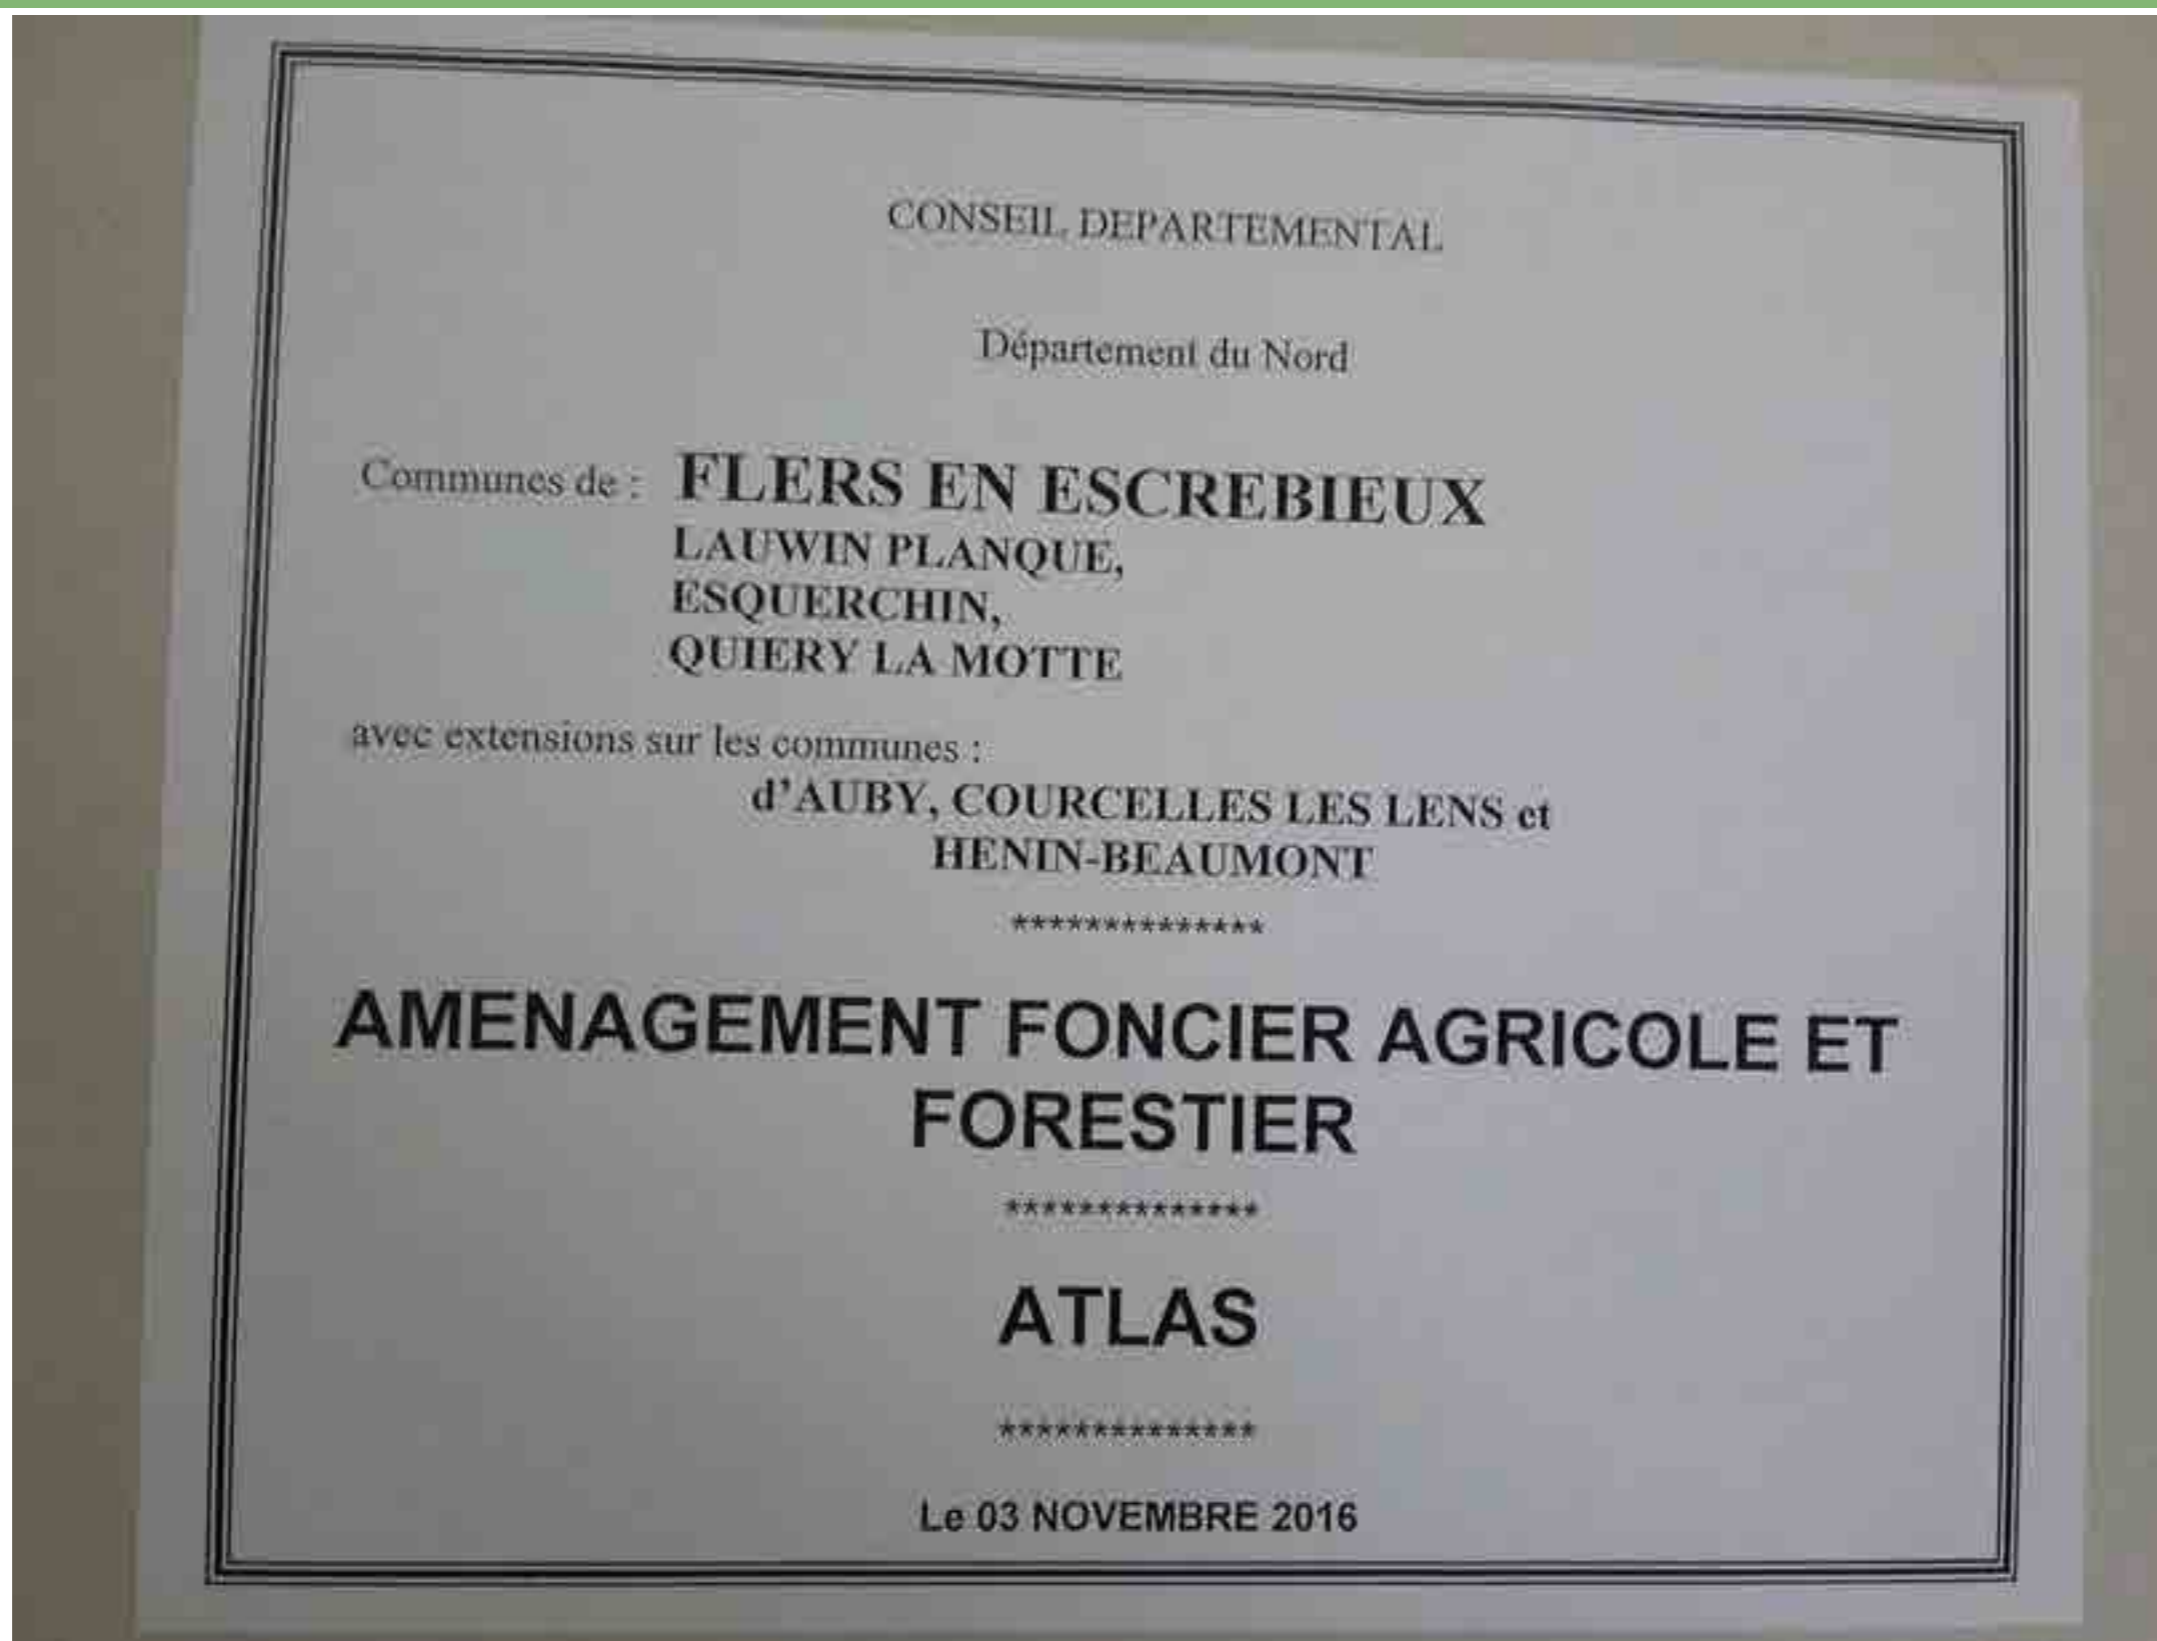 CONSEIL DEPARTEMENTAL
Département du Nord
Communes de : FLERS EN ESCREBIEUX
LAUWIN PLANQUE,
ESQUERCHIN,
QUIERY LA MOTTE
avec extensions sur les communes :
d'AUBY, COURCELLES LES LENS et
HENIN-BEAUMONT
**************
AMENAGEMENT FONCIER AGRICOLE ET
FORESTIER
**************
ATLAS
**************
Le 03 NOVEMBRE 2016